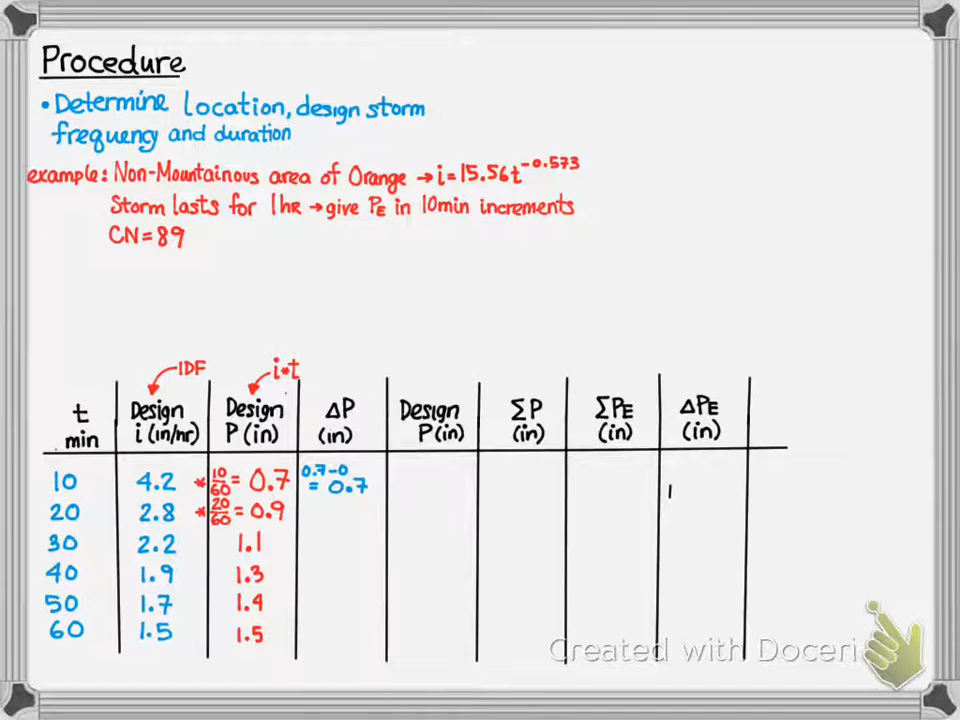 Procedure
• Determine location, design storm
frequency and duration
example: Non-Mountainous area of Orange → i=15.56t^-0.573
Storm lasts for 1HR → give PE in 10min increments
CN=89
IDF
i*t
t
min
Design
i (in/hr)
Design
P (in)
ΔP
(in)
Design
P(in)
ΣP
(in)
ΣPE
(in)
ΔPE
(in)
10 4.2 * 10/60 = 0.7 0.7-0 = 0.7
20 2.8 * 20/60 = 0.9
30 2.2 1.1
40 1.9 1.3
50 1.7 1.4
60 1.5 1.5
Created with Doceri